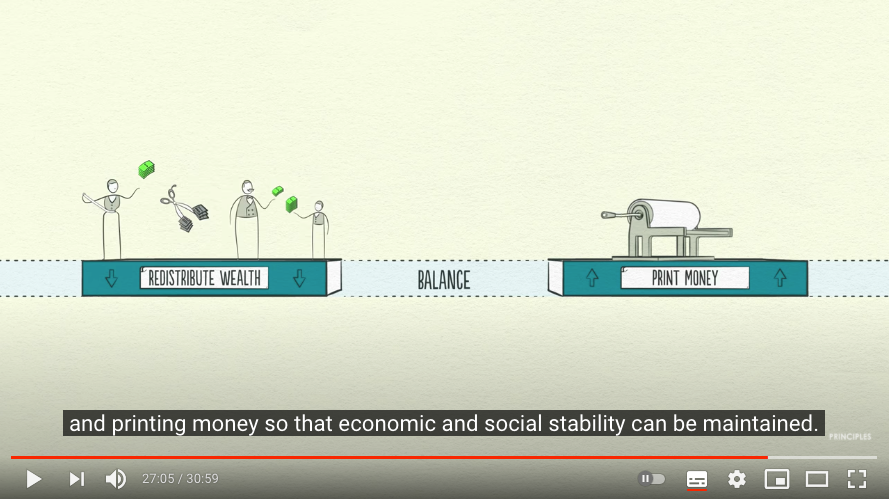 REDISTRIBUTE WEALTH
BALANCE
PRINT MONEY
and printing money so that economic and social stability can be maintained.
PRINCIPLES
27:05 / 30:59